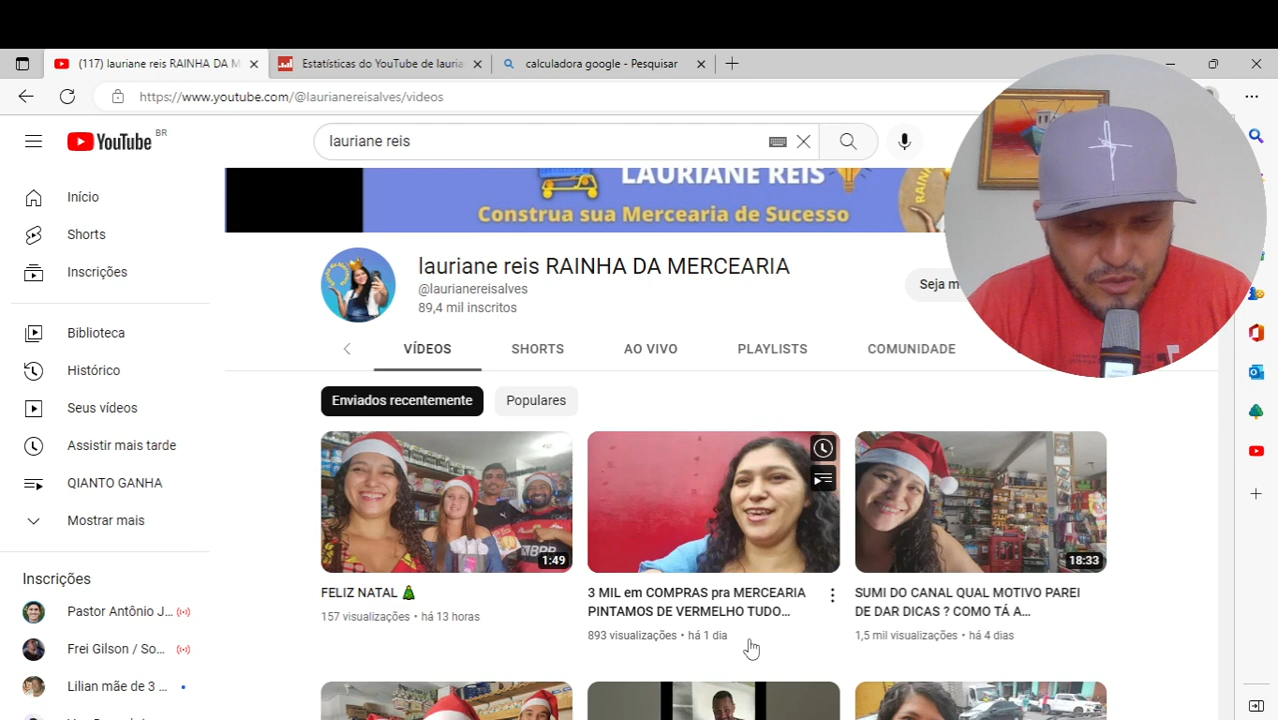 (117) lauriane reis RAINHA DA M
Estatísticas do YouTube de lauria
calculadora google - Pesquisar
https://www.youtube.com/@laurianereisalves/videos
YouTube BR
lauriane reis
LAURIANE REIS
Construa sua Mercearia de Sucesso
lauriane reis RAINHA DA MERCEARIA
@laurianereisalves
89,4 mil inscritos
Seja m
VÍDEOS
SHORTS
AO VIVO
PLAYLISTS
COMUNIDADE
Enviados recentemente
Populares
Início
Shorts
Inscrições
Biblioteca
Histórico
Seus vídeos
Assistir mais tarde
QIANTO GANHA
Mostrar mais
Inscrições
Pastor Antônio J...
Frei Gilson / So...
Lilian mãe de 3 ...
1:49
18:33
FELIZ NATAL 🎄
157 visualizações • há 13 horas
3 MIL em COMPRAS pra MERCEARIA
PINTAMOS DE VERMELHO TUDO...
893 visualizações • há 1 dia
SUMI DO CANAL QUAL MOTIVO PAREI
DE DAR DICAS ? COMO TÁ A...
1,5 mil visualizações • há 4 dias